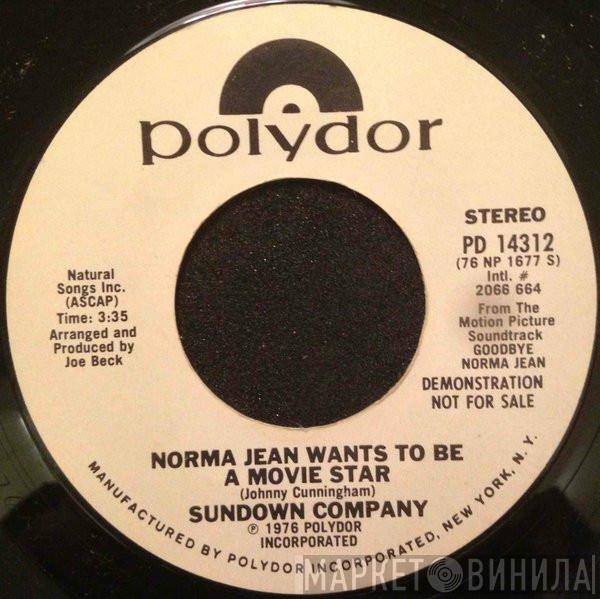 polydor
STEREO
PD 14312
(76 NP 1677 S)
Intl. #
2066 664
From The
Motion Picture
Soundtrack
GOODBYE
NORMA JEAN
DEMONSTRATION
NOT FOR SALE
Natural
Songs Inc.
(ASCAP)
Time: 3:35
Arranged and
Produced by
Joe Beck
NORMA JEAN WANTS TO BE
A MOVIE STAR
(Johnny Cunningham)
SUNDOWN COMPANY
℗ 1976 POLYDOR
INCORPORATED
MANUFACTURED BY POLYDOR INCORPORATED, NEW YORK, N. Y.
МАРКЕТ ВИНИЛА